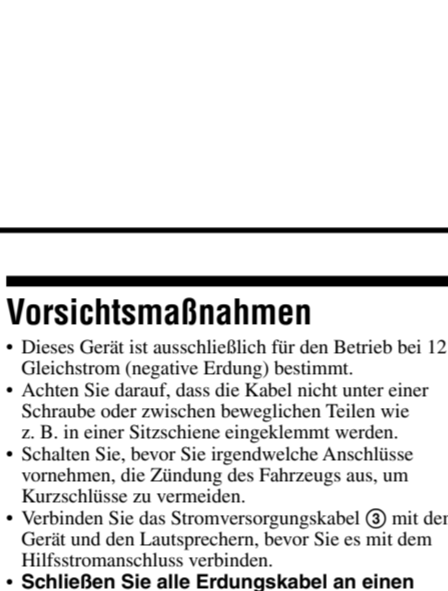 Vorsichtsmaßnahmen
• Dieses Gerät ist ausschließlich für den Betrieb bei 12
Gleichstrom (negative Erdung) bestimmt.
• Achten Sie darauf, dass die Kabel nicht unter einer
Schraube oder zwischen beweglichen Teilen wie
z. B. in einer Sitzschiene eingeklemmt werden.
• Schalten Sie, bevor Sie irgendwelche Anschlüsse
vornehmen, die Zündung des Fahrzeugs aus, um
Kurzschlüsse zu vermeiden.
• Verbinden Sie das Stromversorgungskabel ③ mit
Gerät und den Lautsprechern, bevor Sie es mit dem
Hilfsstromanschluss verbinden.
• Schließen Sie alle Erdungskabel an einen